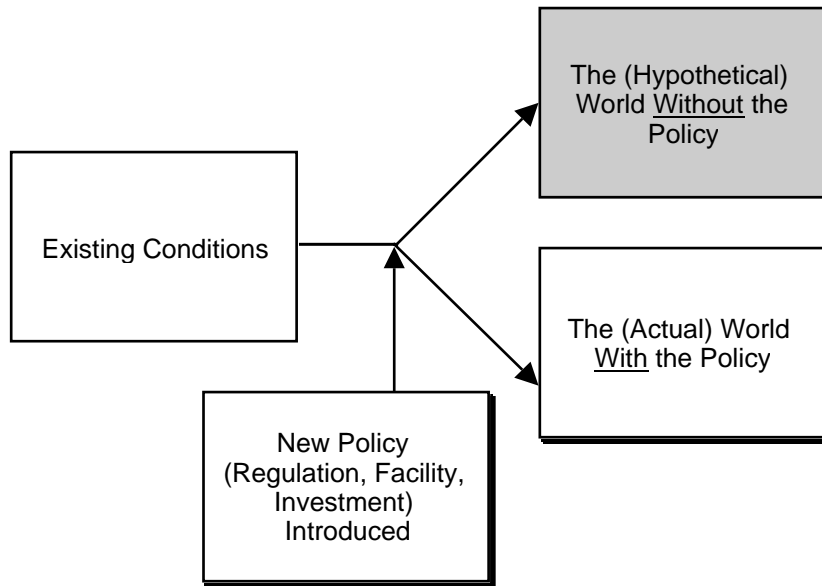 The (Hypothetical)
World Without the
Policy
Existing Conditions
The (Actual) World
With the Policy
New Policy
(Regulation, Facility,
Investment)
Introduced